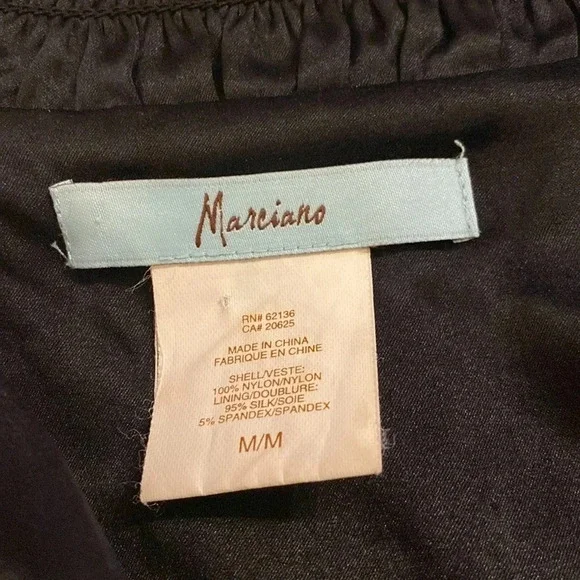 Marciano
RN# 62136
CA# 20625
MADE IN CHINA
FABRIQUE EN CHINE
SHELL/VESTE:
100% NYLON/NYLON
LINING/DOUBLURE:
95% SILK/SOIE
5% SPANDEX/SPANDEX
M/M